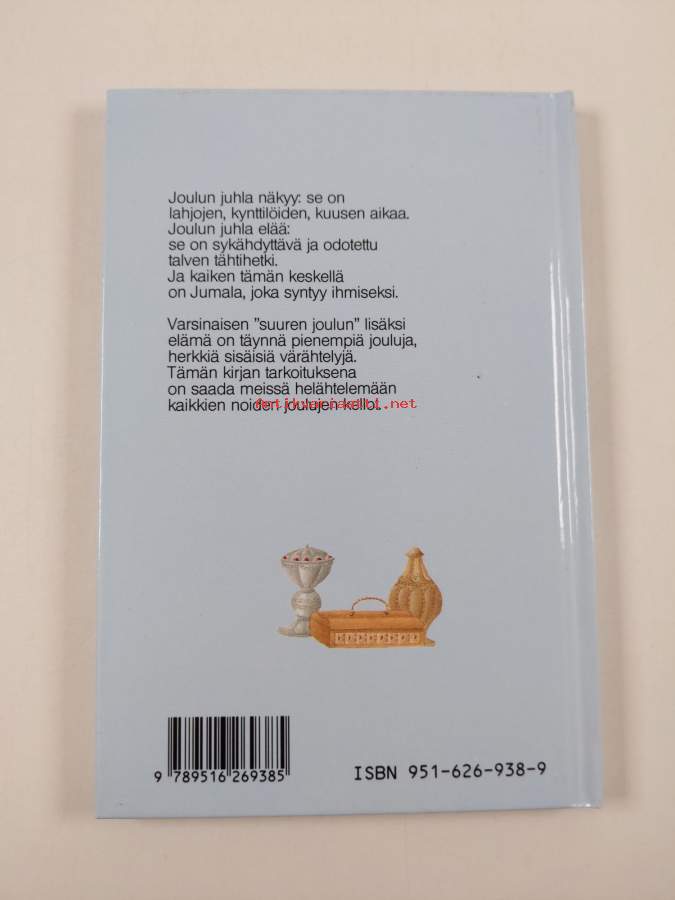 Joulun juhla näkyy: se on
lahjojen, kynttilöiden, kuusen aikaa.
Joulun juhla elää:
se on sykähdyttävä ja odotettu
talven tähtihetki.
Ja kaiken tämän keskellä
on Jumala, joka syntyy ihmiseksi.
Varsinaisen ”suuren joulun” lisäksi
elämä on täynnä pienempiä jouluja,
herkkiä sisäisiä värähtelyjä.
Tämän kirjan tarkoituksena
on saada meissä helähtelemään
kaikkien noiden joulujen kellot.
Antikvariaatti.net
9 789516 269385
ISBN 951-626-938-9